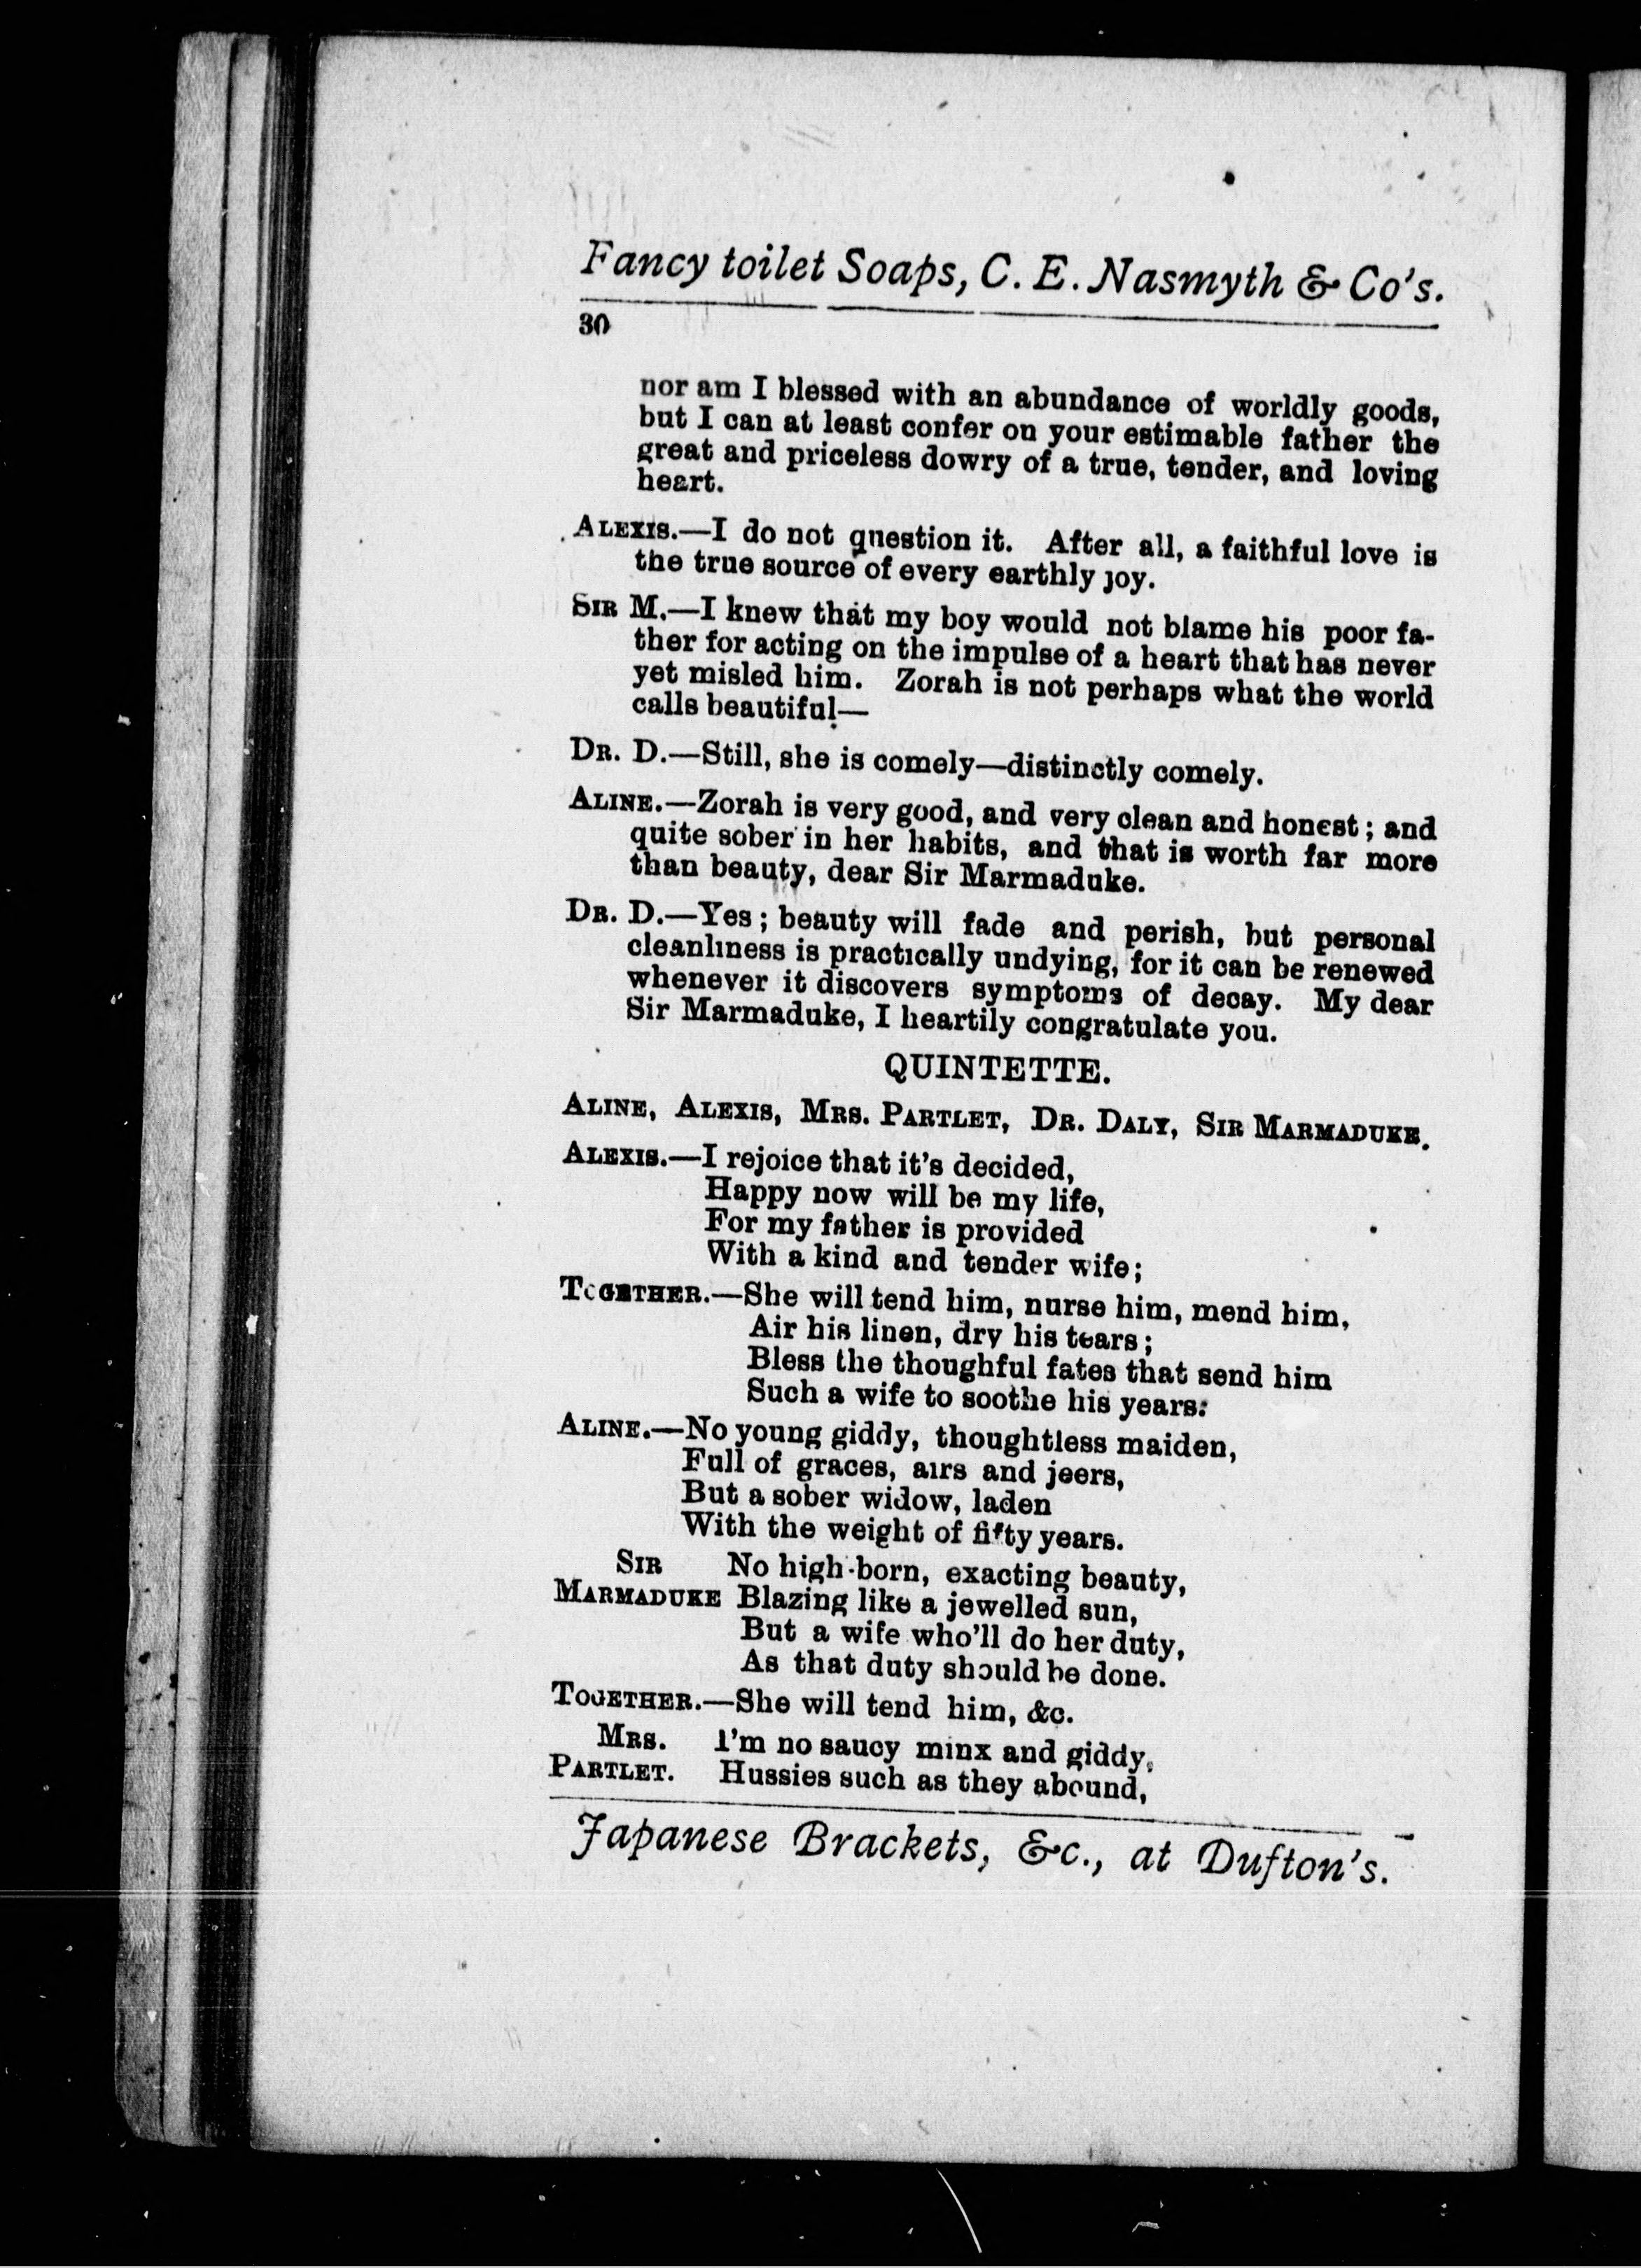 Fancy toilet Soaps, C. E. Nasmyth & Co's.
30
nor am I blessed with an abundance of worldly goods,
but I can at least confer on your estimable father the
great and priceless dowry of a true, tender, and loving
heart.
ALEXIS.—I do not question it. After all, a faithful love is
the true source of every earthly joy.
SIR M.—I knew that my boy would not blame his poor fa-
ther for acting on the impulse of a heart that has never
yet misled him. Zorah is not perhaps what the world
calls beautiful—
DR. D.—Still, she is comely—distinctly comely.
ALINE.—Zorah is very good, and very clean and honest; and
quite sober in her habits, and that is worth far more
than beauty, dear Sir Marmaduke.
DR. D.—Yes; beauty will fade and perish, but personal
cleanliness is practically undying, for it can be renewed
whenever it discovers symptoms of decay. My dear
Sir Marmaduke, I heartily congratulate you.
QUINTETTE.
ALINE, ALEXIS, MRS. PARTLET, DR. DALY, SIR MARMADUKE.
ALEXIS.—I rejoice that it's decided,
Happy now will be my life,
For my father is provided
With a kind and tender wife;
TOGETHER.—She will tend him, nurse him, mend him,
Air his linen, dry his tears;
Bless the thoughful fates that send him
Such a wife to soothe his years:
ALINE.—No young giddy, thoughtless maiden,
Full of graces, airs and jeers,
But a sober widow, laden
With the weight of fifty years.
SIR No high-born, exacting beauty,
MARMADUKE Blazing like a jewelled sun,
But a wife who'll do her duty,
As that duty should be done.
TOGETHER.—She will tend him, &c.
MRS. I'm no saucy minx and giddy,
PARTLET. Hussies such as they abound,
Japanese Brackets, &c., at Dufton's.